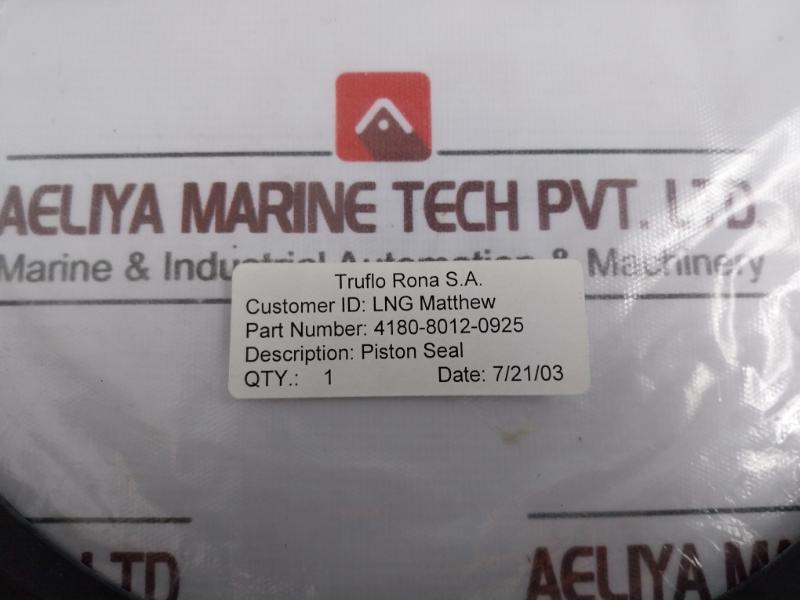 AELIYA MARINE TECH PVT. LTD.
Marine & Industrial Automation & Machinery
Truflo Rona S.A.
Customer ID: LNG Matthew
Part Number: 4180-8012-0925
Description: Piston Seal
QTY.: 1 Date: 7/21/03
LTD
AELIYA